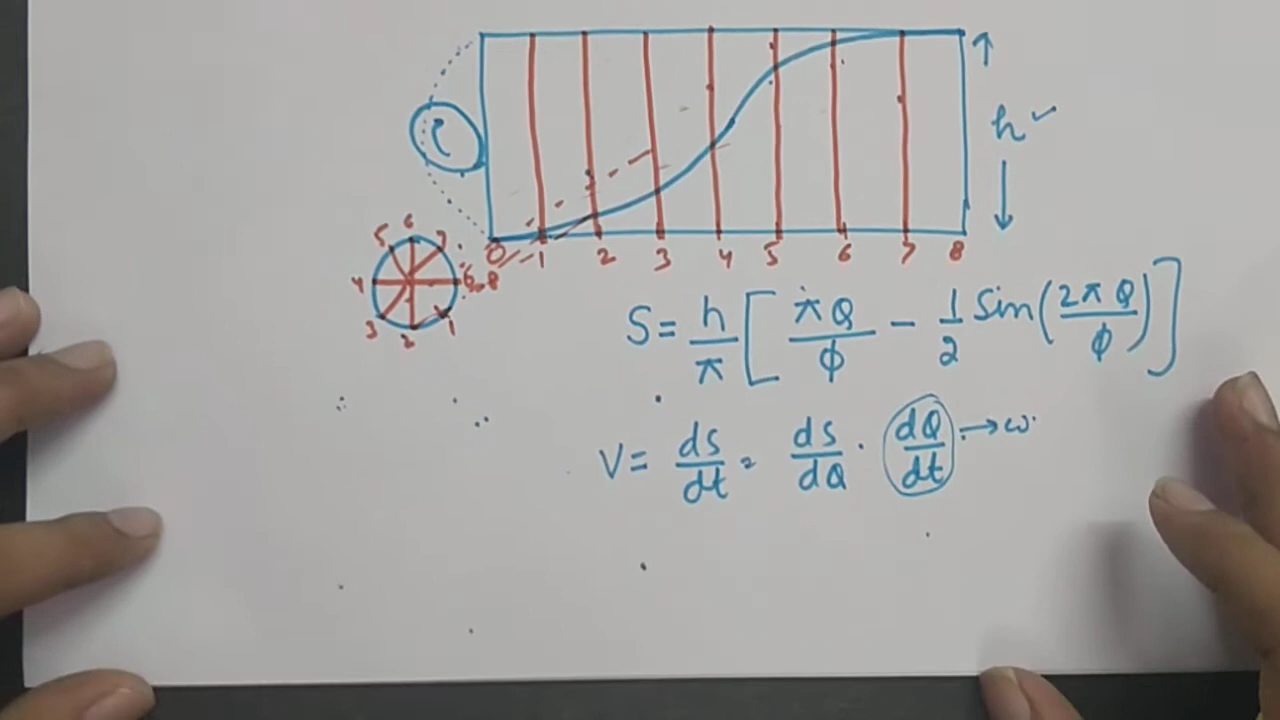 h
5 6 7
4 8
3 2 1
0 1 2 3 4 5 6 7 8
S = h/π [ πθ/ϕ - 1/2 Sin(2πθ/ϕ) ]
V = ds/dt = ds/dθ · dθ/dt → ω